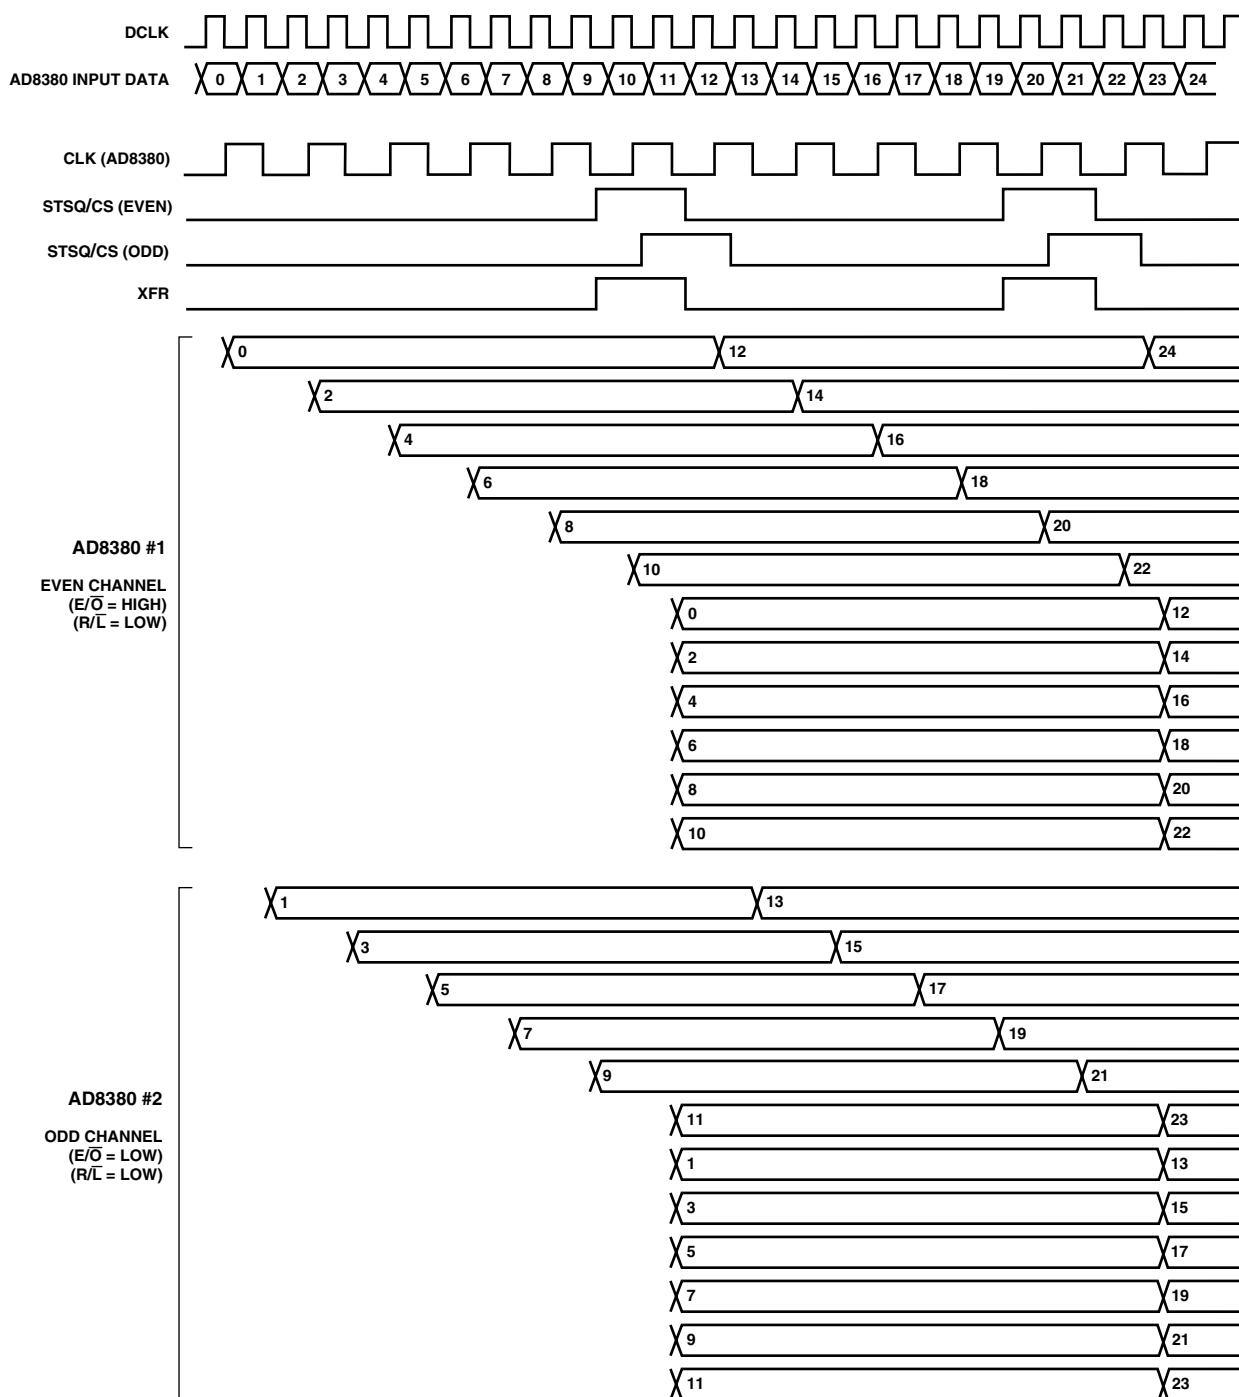 DCLK
AD8380 INPUT DATA 0 1 2 3 4 5 6 7 8 9 10 11 12 13 14 15 16 17 18 19 20 21 22 23 24
CLK (AD8380)
STSQ/CS (EVEN)
STSQ/CS (ODD)
XFR
0 12 24
2 14
4 16
6 18
8 20
10 22
0 12
2 14
4 16
6 18
8 20
10 22
AD8380 #1
EVEN CHANNEL
(E/O̅ = HIGH)
(R/L̅ = LOW)
1 13
3 15
5 17
7 19
9 21
11 23
1 13
3 15
5 17
7 19
9 21
11 23
AD8380 #2
ODD CHANNEL
(E/O̅ = LOW)
(R/L̅ = LOW)